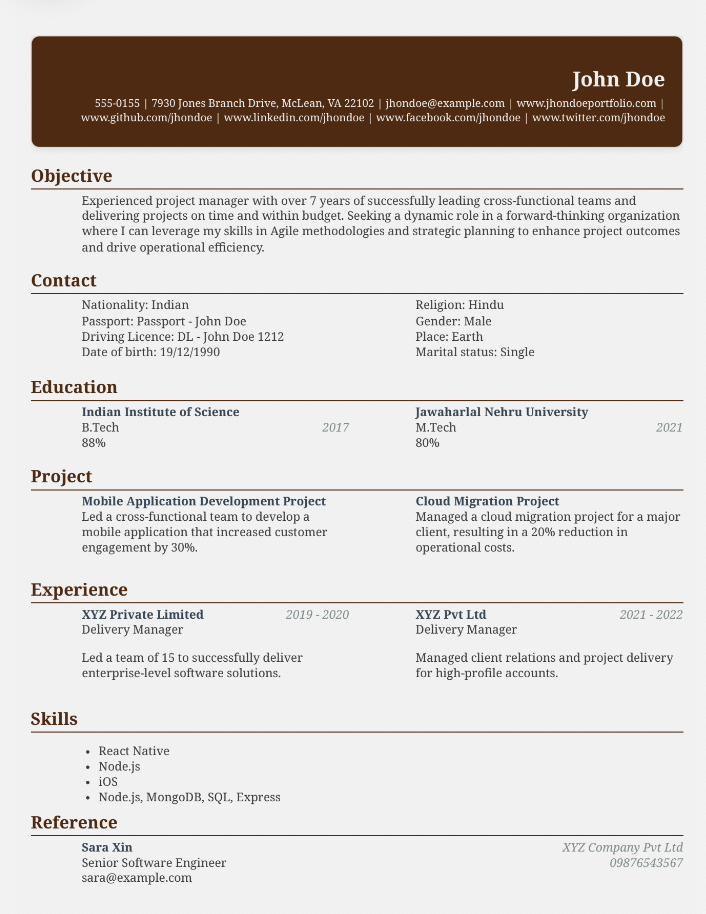 John Doe
555-0155 | 7930 Jones Branch Drive, McLean, VA 22102 | jhondoe@example.com | www.jhondoeportfolio.com |
www.github.com/jhondoe | www.linkedin.com/jhondoe | www.facebook.com/jhondoe | www.twitter.com/jhondoe
Objective
Experienced project manager with over 7 years of successfully leading cross-functional teams and
delivering projects on time and within budget. Seeking a dynamic role in a forward-thinking organization
where I can leverage my skills in Agile methodologies and strategic planning to enhance project outcomes
and drive operational efficiency.
Contact
Nationality: Indian
Passport: Passport - John Doe
Driving Licence: DL - John Doe 1212
Date of birth: 19/12/1990
Religion: Hindu
Gender: Male
Place: Earth
Marital status: Single
Education
Indian Institute of Science
B.Tech 2017
88%
Jawaharlal Nehru University
M.Tech 2021
80%
Project
Mobile Application Development Project
Led a cross-functional team to develop a
mobile application that increased customer
engagement by 30%.
Cloud Migration Project
Managed a cloud migration project for a major
client, resulting in a 20% reduction in
operational costs.
Experience
XYZ Private Limited 2019 - 2020
Delivery Manager
Led a team of 15 to successfully deliver
enterprise-level software solutions.
XYZ Pvt Ltd 2021 - 2022
Delivery Manager
Managed client relations and project delivery
for high-profile accounts.
Skills
• React Native
• Node.js
• iOS
• Node.js, MongoDB, SQL, Express
Reference
Sara Xin XYZ Company Pvt Ltd
Senior Software Engineer 09876543567
sara@example.com